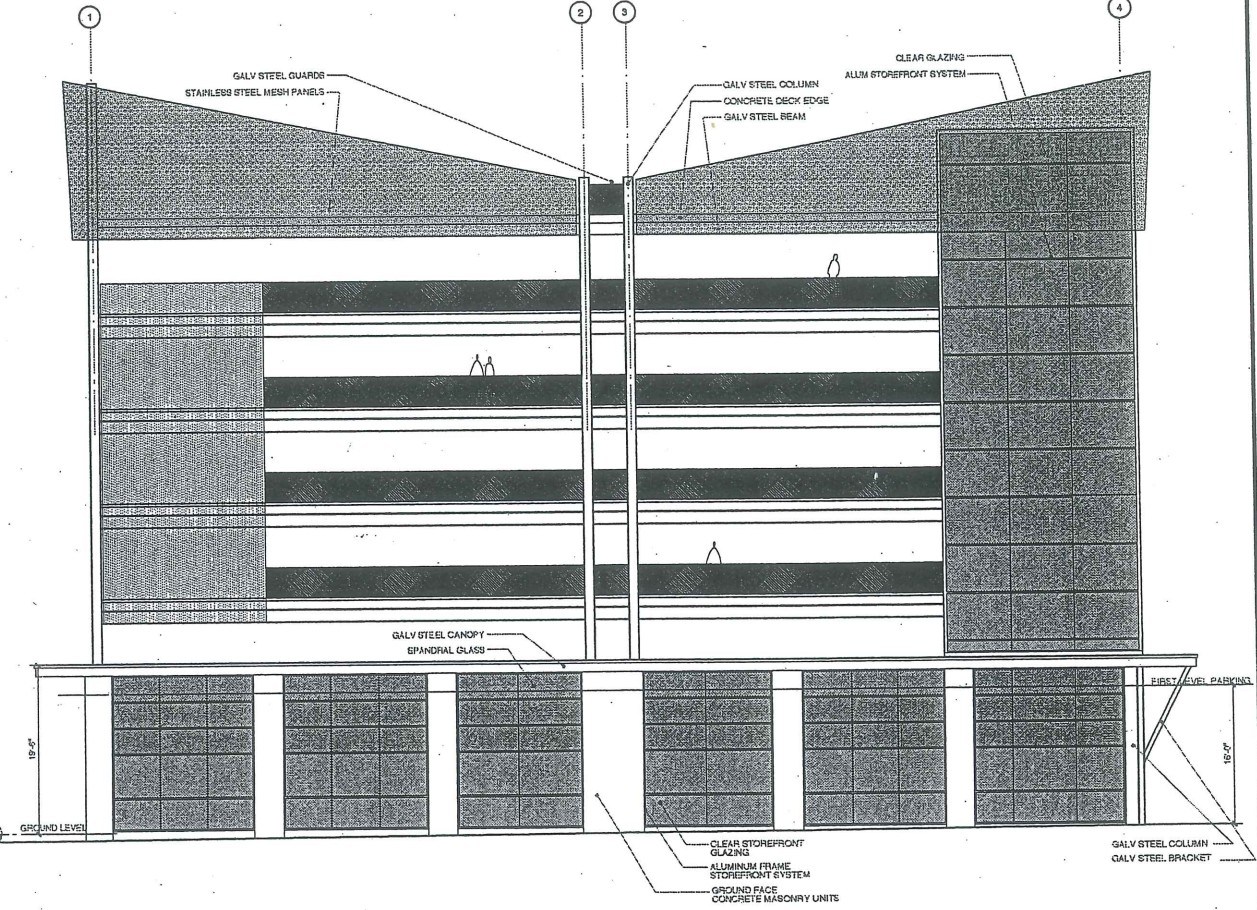 1
2
3
4
GALV STEEL GUARDS
STAINLESS STEEL MESH PANELS
GALV STEEL COLUMN
CONCRETE DECK EDGE
GALV STEEL BEAM
CLEAR GLAZING
ALUM STOREFRONT SYSTEM
GALV STEEL CANOPY
SPANDRAL GLASS
FIRST LEVEL PARKING
19'-6"
16'-0"
GROUND LEVEL
CLEAR STOREFRONT
GLAZING
ALUMINUM FRAME
STOREFRONT SYSTEM
GROUND FACE
CONCRETE MASONRY UNITS
GALV STEEL COLUMN
GALV STEEL BRACKET